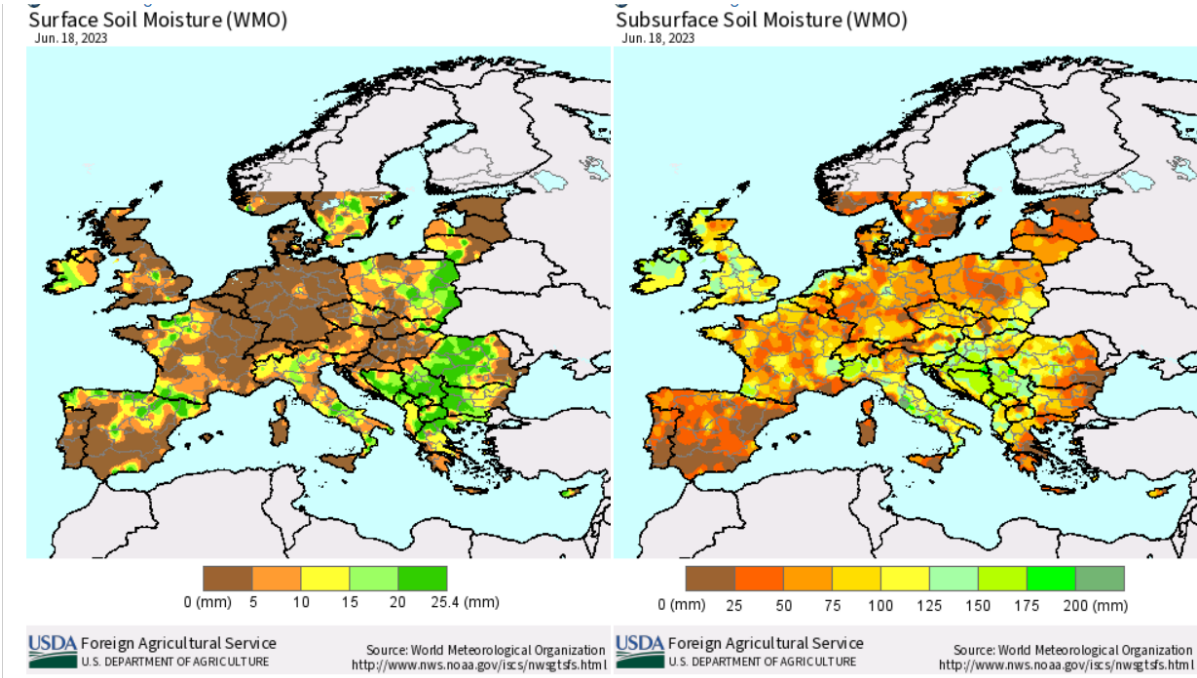 Surface Soil Moisture (WMO)
Jun. 18, 2023
0 (mm) 5 10 15 20 25.4 (mm)
USDA Foreign Agricultural Service
U.S. DEPARTMENT OF AGRICULTURE
Source: World Meteorological Organization
http://www.nws.noaa.gov/iscs/nwsgtsfs.html
Subsurface Soil Moisture (WMO)
Jun. 18, 2023
0 (mm) 25 50 75 100 125 150 175 200 (mm)
USDA Foreign Agricultural Service
U.S. DEPARTMENT OF AGRICULTURE
Source: World Meteorological Organization
http://www.nws.noaa.gov/iscs/nwsgtsfs.html